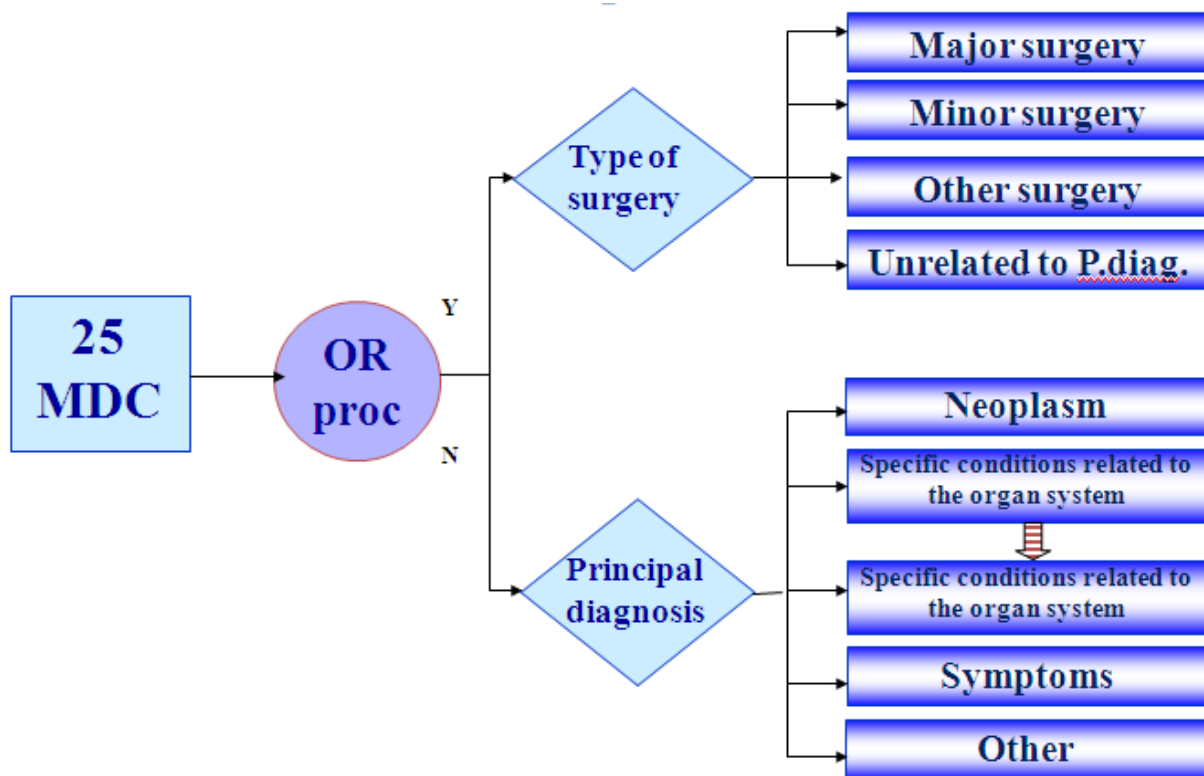 25
MDC
OR
proc
Y
N
Type of
surgery
Major surgery
Minor surgery
Other surgery
Unrelated to P.diag.
Principal
diagnosis
Neoplasm
Specific conditions related to
the organ system
Specific conditions related to
the organ system
Symptoms
Other